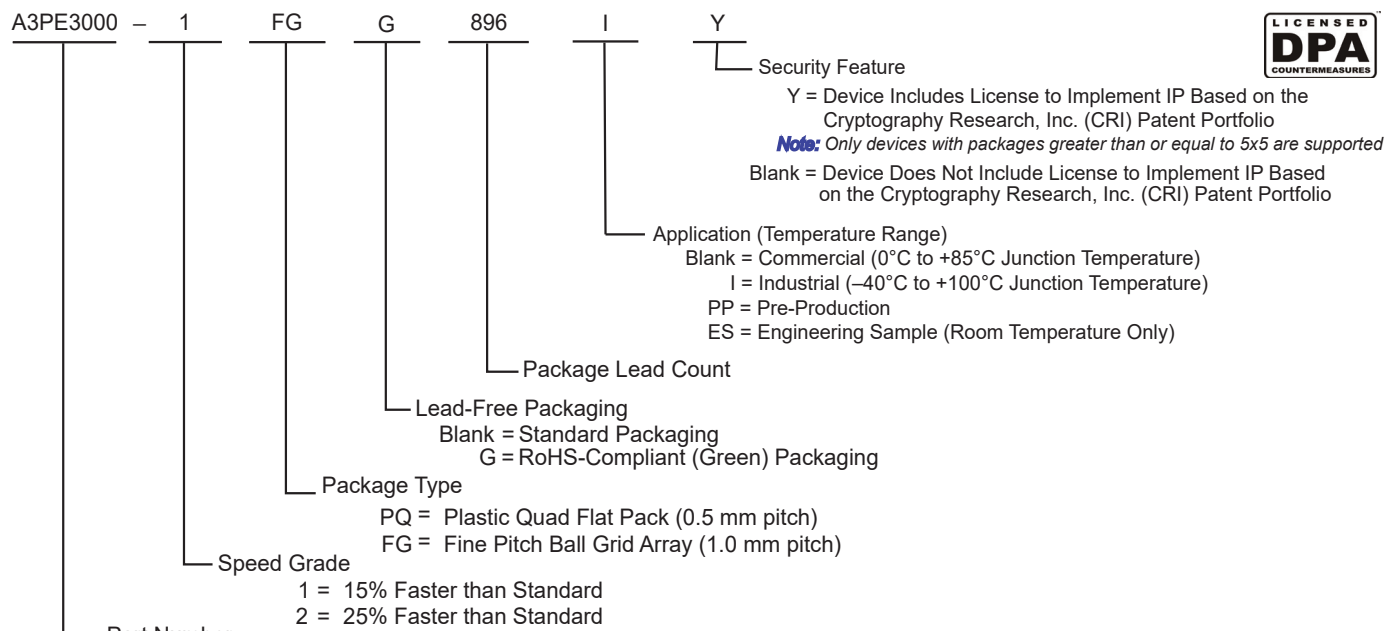 A3PE3000 – 1 FG G 896 I Y
LICENSED
DPA
COUNTERMEASURES
Security Feature
Y = Device Includes License to Implement IP Based on the
Cryptography Research, Inc. (CRI) Patent Portfolio
Note: Only devices with packages greater than or equal to 5x5 are supported
Blank = Device Does Not Include License to Implement IP Based
on the Cryptography Research, Inc. (CRI) Patent Portfolio
Application (Temperature Range)
Blank = Commercial (0°C to +85°C Junction Temperature)
I = Industrial (–40°C to +100°C Junction Temperature)
PP = Pre-Production
ES = Engineering Sample (Room Temperature Only)
Package Lead Count
Lead-Free Packaging
Blank = Standard Packaging
G = RoHS-Compliant (Green) Packaging
Package Type
PQ = Plastic Quad Flat Pack (0.5 mm pitch)
FG = Fine Pitch Ball Grid Array (1.0 mm pitch)
Speed Grade
1 = 15% Faster than Standard
2 = 25% Faster than Standard